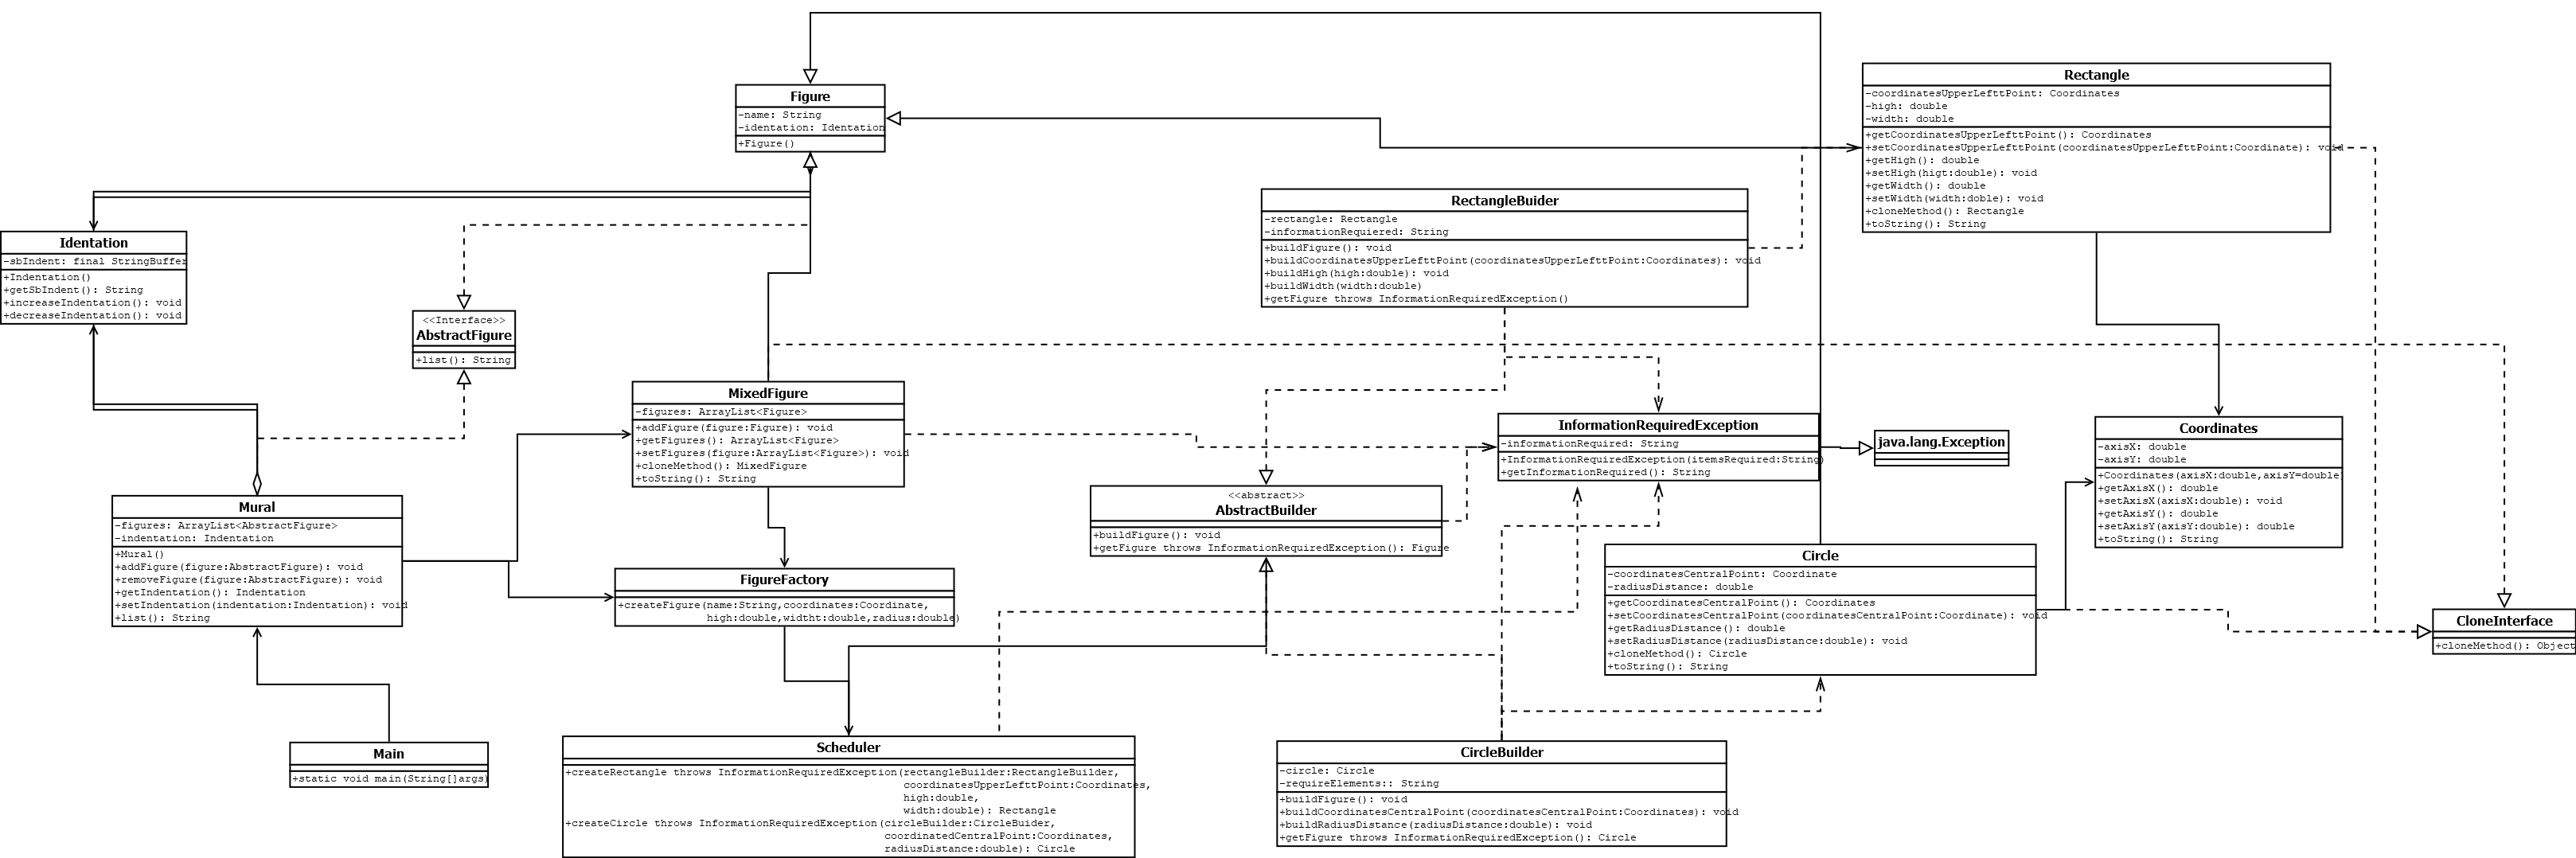 Figure
-name: String
-identation: Identation
+Figure()
Rectangle
-coordinatesUpperLefttPoint: Coordinates
-high: double
-width: double
+getCoordinatesUpperLefttPoint(): Coordinates
+setCoordinatesUpperLefttPoint(coordinatesUpperLefttPoint:Coordinate): void
+getHigh(): double
+setHigh(higt:double): void
+getWidth(): double
+setWidth(width:doble): void
+cloneMethod(): Rectangle
+toString(): String
RectangleBuider
-rectangle: Rectangle
-informationRequiered: String
+buildFigure(): void
+buildCoordinatesUpperLefttPoint(coordinatesUpperLefttPoint:Coordinates): void
+buildHigh(high:double): void
+buildWidth(width:double)
+getFigure throws InformationRequiredException()
Identation
-sbIndent: final StringBuffer
+Indentation()
+getSbIndent(): String
+increaseIndentation(): void
+decreaseIndentation(): void
<<Interface>>
AbstractFigure
+list(): String
MixedFigure
-figures: ArrayList<Figure>
+addFigure(figure:Figure): void
+getFigures(): ArrayList<Figure>
+setFigures(figure:ArrayList<Figure>): void
+cloneMethod(): MixedFigure
+toString(): String
InformationRequiredException
-informationRequired: String
+InformationRequiredException(itemsRequired:String)
+getInformationRequired(): String
java.lang.Exception
Coordinates
-axisX: double
-axisY: double
+Coordinates(axisX:double,axisY=double)
+getAxisX(): double
+setAxisX(axisX:double): void
+getAxisY(): double
+setAxisY(axisY:double): double
+toString(): String
Mural
-figures: ArrayList<AbstractFigure>
-indentation: Indentation
+Mural()
+addFigure(figure:AbstractFigure): void
+removeFigure(figure:AbstractFigure): void
+getIndentation(): Indentation
+setIndentation(indentation:Indentation): void
+list(): String
<<abstract>>
AbstractBuilder
+buildFigure(): void
+getFigure throws InformationRequiredException(): Figure
FigureFactory
+createFigure(name:String,coordinates:Coordinate,
high:double,widtht:double,radius:double)
Circle
-coordinatesCentralPoint: Coordinate
-radiusDistance: double
+getCoordinatesCentralPoint(): Coordinates
+setCoordinatesCentralPoint(coordinatesCentralPoint:Coordinate): void
+getRadiusDistance(): double
+setRadiusDistance(radiusDistance:double): void
+cloneMethod(): Circle
+toString(): String
CloneInterface
+cloneMethod(): Object
Main
+static void main(String[]args)
Scheduler
+createRectangle throws InformationRequiredException(rectangleBuilder:RectangleBuilder,
coordinatesUpperLefttPoint:Coordinates,
high:double,
width:double): Rectangle
+createCircle throws InformationRequiredException(circleBuilder:CircleBuider,
coordinatedCentralPoint:Coordinates,
radiusDistance:double): Circle
CircleBuilder
-circle: Circle
-requireElements:: String
+buildFigure(): void
+buildCoordinatesCentralPoint(coordinatesCentralPoint:Coordinates): void
+buildRadiusDistance(radiusDistance:double): void
+getFigure throws InformationRequiredException(): Circle